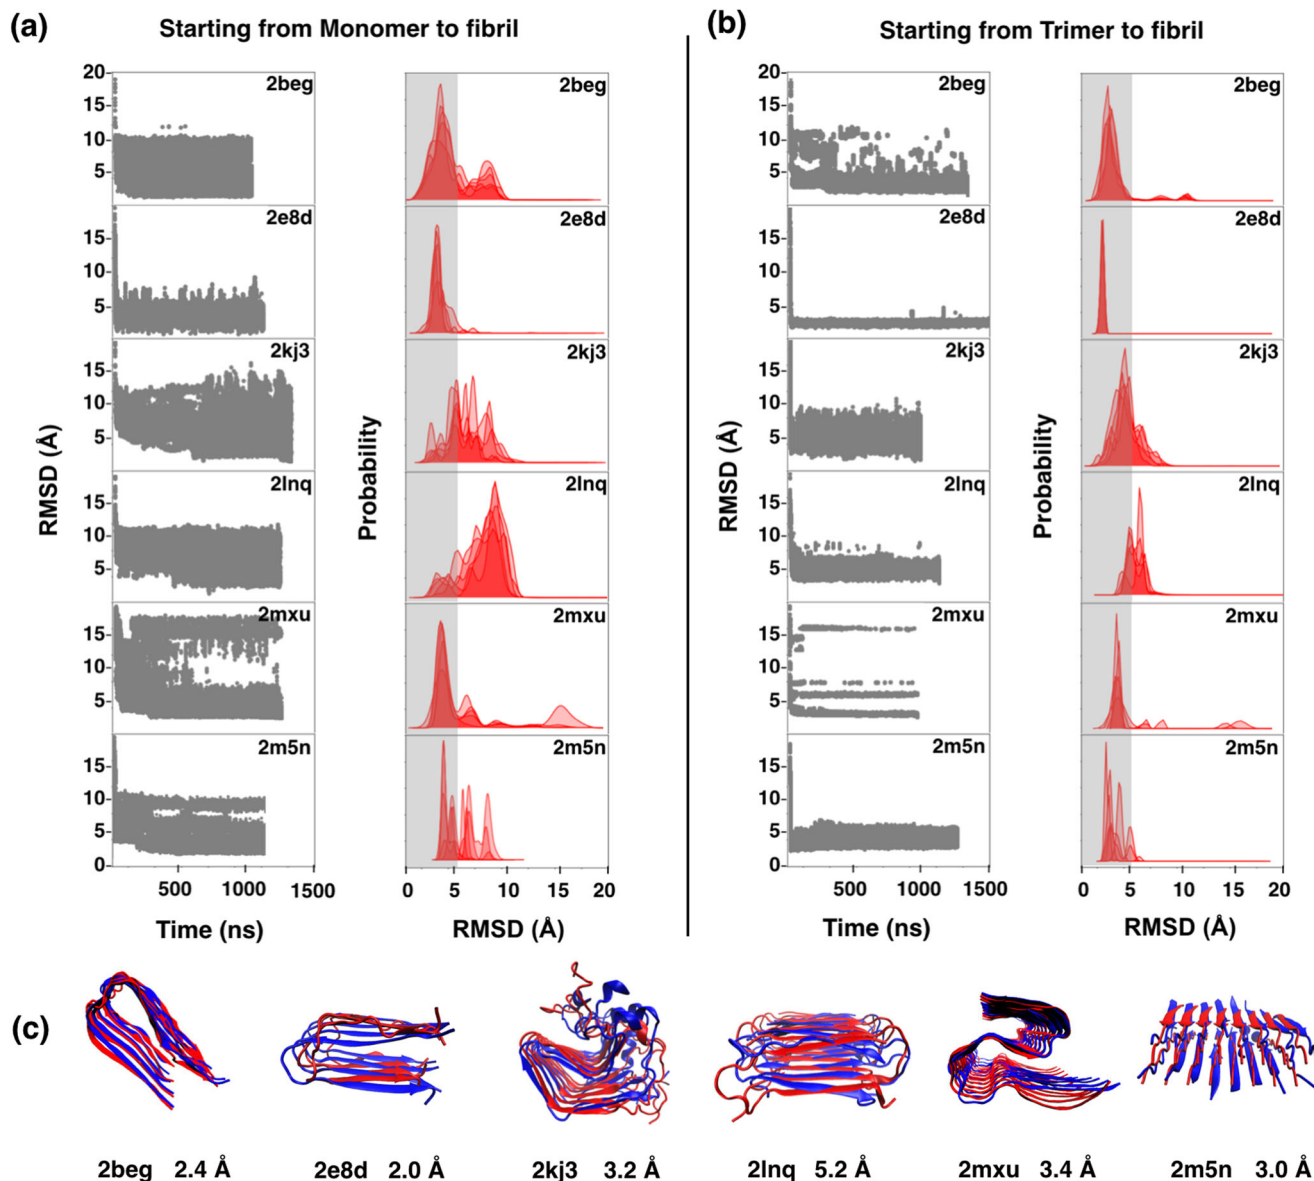 (a) Starting from Monomer to fibril
20
2beg
15
10
5
2e8d
15
10
5
2kj3
15
10
5
2lnq
15
10
5
2mxu
15
10
5
2m5n
15
10
5
0
500 1000 1500
RMSD (Å)
Time (ns)
2beg
2e8d
2kj3
2lnq
2mxu
2m5n
0 5 10 15 20
Probability
RMSD (Å)
(b) Starting from Trimer to fibril
20
2beg
15
10
5
2e8d
15
10
5
2kj3
15
10
5
2lnq
15
10
5
2mxu
15
10
5
2m5n
15
10
5
0
500 1000 1500
RMSD (Å)
Time (ns)
2beg
2e8d
2kj3
2lnq
2mxu
2m5n
0 5 10 15 20
Probability
RMSD (Å)
(c)
2beg 2.4 Å 2e8d 2.0 Å 2kj3 3.2 Å 2lnq 5.2 Å 2mxu 3.4 Å 2m5n 3.0 Å